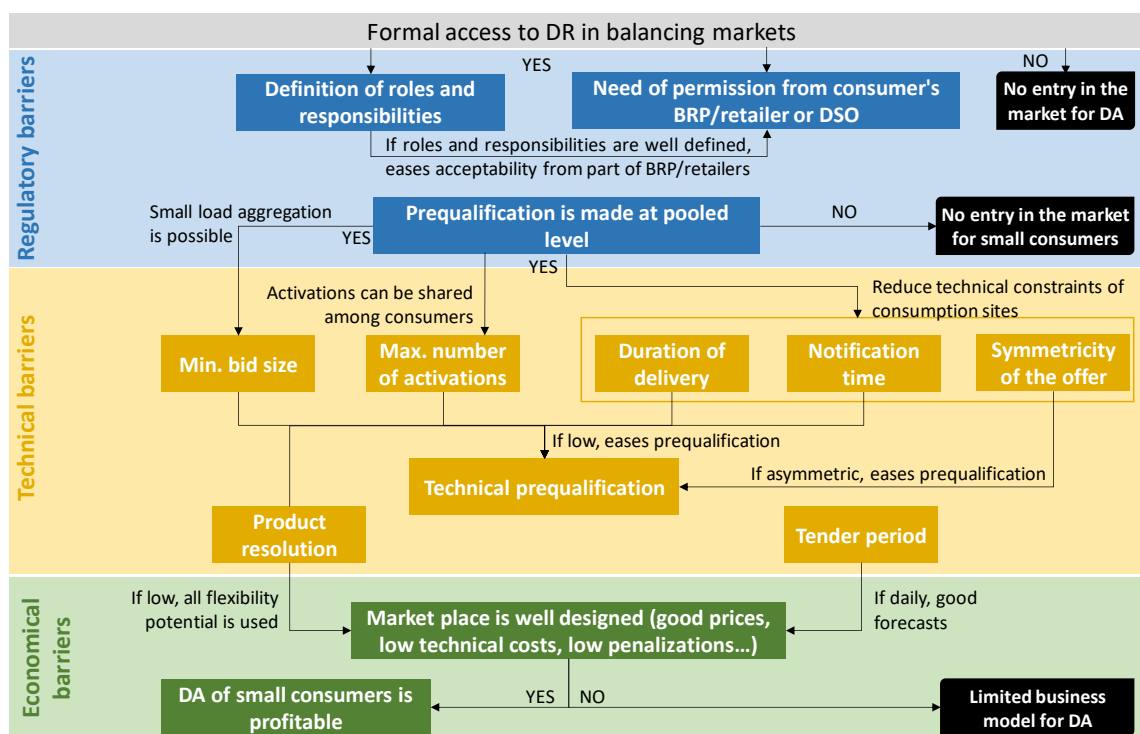 Formal access to DR in balancing markets
Regulatory barriers
YES
NO
Definition of roles and
responsibilities
Need of permission from consumer's
BRP/retailer or DSO
No entry in the
market for DA
If roles and responsibilities are well defined,
eases acceptability from part of BRP/retailers
Small load aggregation
is possible
YES
Prequalification is made at pooled
level
NO
No entry in the market
for small consumers
YES
Technical barriers
Activations can be shared
among consumers
Reduce technical constraints of
consumption sites
Min. bid size
Max. number
of activations
Duration of
delivery
Notification
time
Symmetricity
of the offer
If low, eases prequalification
Technical prequalification
If asymmetric, eases prequalification
Product
resolution
Tender period
Economical
barriers
If low, all flexibility
potential is used
Market place is well designed (good prices,
low technical costs, low penalizations…)
If daily, good
forecasts
DA of small consumers is
profitable
YES
NO
Limited business
model for DA